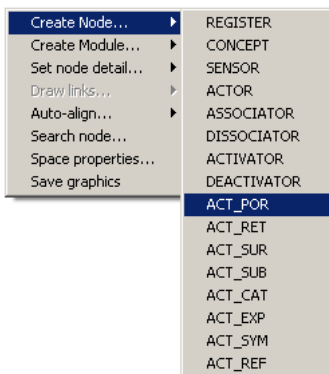 Create Node...
Create Module...
Set node detail...
Draw links...
Auto-align...
Search node...
Space properties...
Save graphics
REGISTER
CONCEPT
SENSOR
ACTOR
ASSOCIATOR
DISSOCIATOR
ACTIVATOR
DEACTIVATOR
ACT_POR
ACT_RET
ACT_SUR
ACT_SUB
ACT_CAT
ACT_EXP
ACT_SYM
ACT_REF